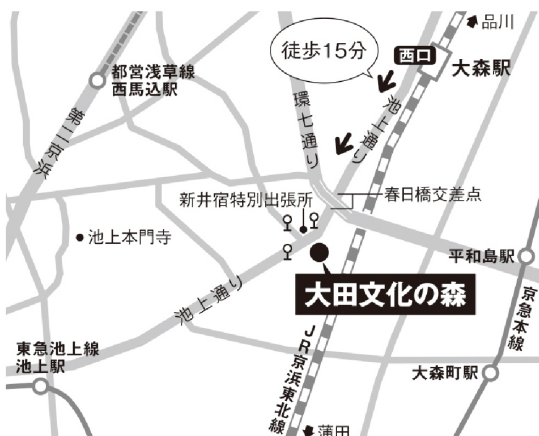 品川
徒歩15分
西口
大森駅
都営浅草線
西馬込駅
第二京浜
環七通り
池上通り
新井宿特別出張所
春日橋交差点
池上本門寺
平和島駅
池上通り
大田文化の森
京急本線
東急池上線
池上駅
JR京浜東北線
大森町駅
蒲田